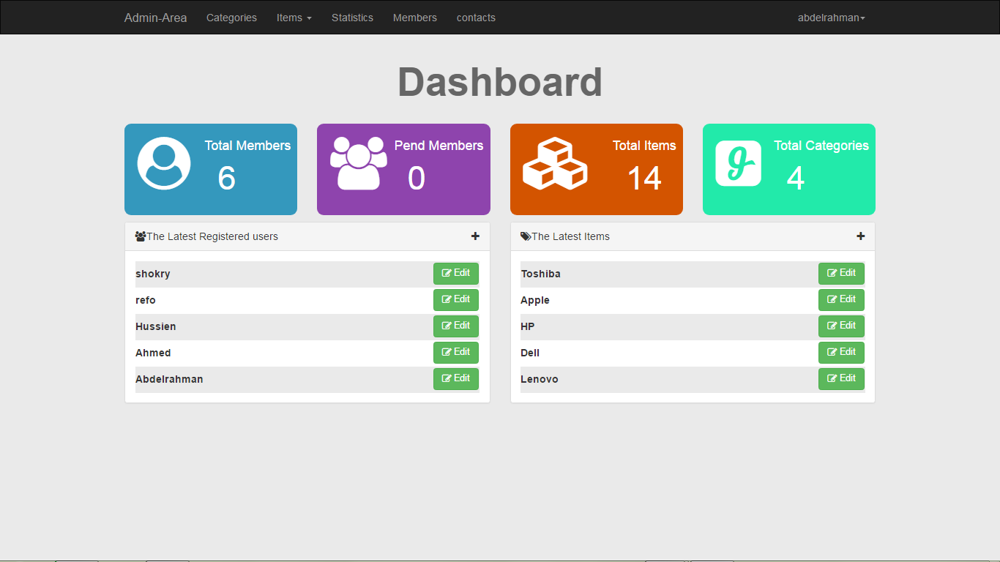 Admin-Area Categories Items Statistics Members contacts abdelrahman
Dashboard
Total Members
6
Pend Members
0
Total Items
14
Total Categories
4
The Latest Registered users
shokry Edit
refo Edit
Hussien Edit
Ahmed Edit
Abdelrahman Edit
The Latest Items
Toshiba Edit
Apple Edit
HP Edit
Dell Edit
Lenovo Edit